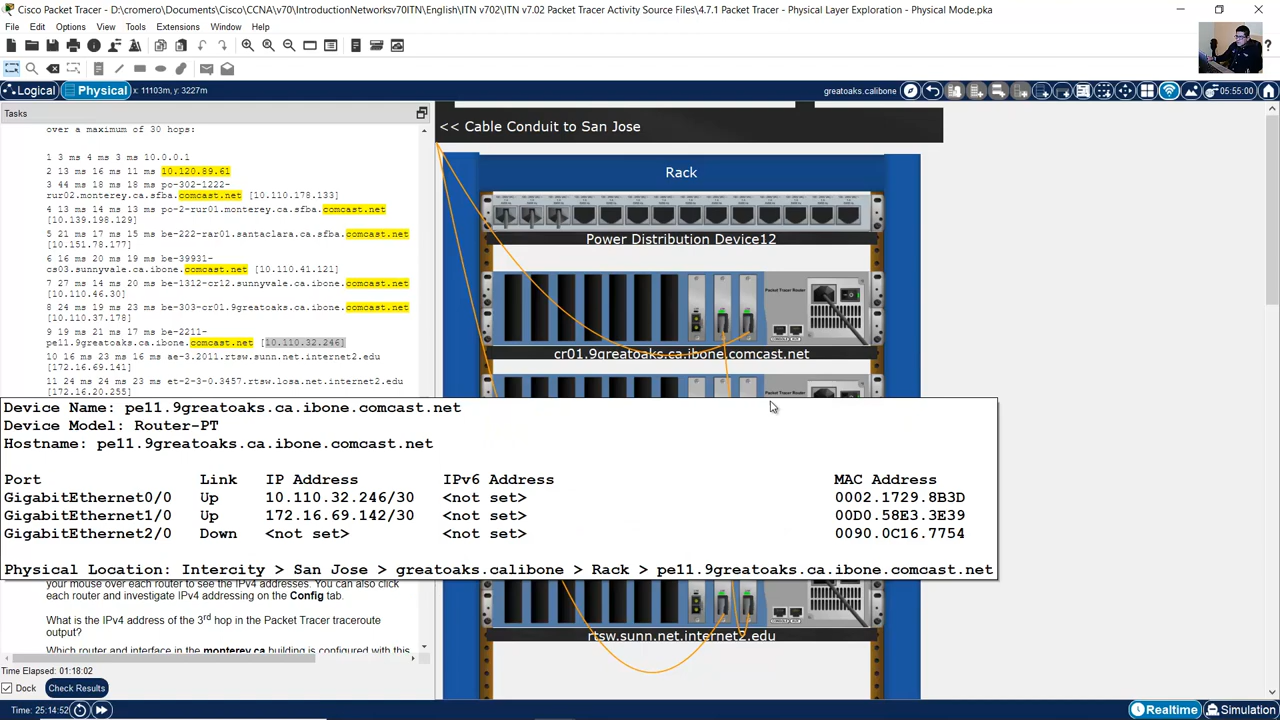 Cisco Packet Tracer - D:\cromero\Documents\Cisco\CCNA\v70\IntroductionNetworksv70ITN\English\ITN v702\ITN v7.02 Packet Tracer Activity Source Files\4.7.1 Packet Tracer - Physical Layer Exploration - Physical Mode.pka
File Edit Options View Tools Extensions Window Help
Logical Physical x: 11103m, y: 3227m greatoaks.calibone 05:55:00
Tasks
over a maximum of 30 hops:
1 3 ms 4 ms 3 ms 10.0.0.1
2 13 ms 16 ms 11 ms 10.120.89.61
3 44 ms 18 ms 18 ms po-302-1222-
rur02.monterey.ca.sfba.comcast.net [10.110.178.133]
4 13 ms 14 ms 13 ms po-2-rur01.monterey.ca.sfba.comcast.net
[10.139.198.129]
5 21 ms 17 ms 15 ms be-222-rar01.santaclara.ca.sfba.comcast.net
[10.151.78.177]
6 16 ms 20 ms 19 ms be-39931-
cs03.sunnyvale.ca.ibone.comcast.net [10.110.41.121]
7 27 ms 14 ms 20 ms be-1312-cr12.sunnyvale.ca.ibone.comcast.net
[10.110.46.30]
8 24 ms 19 ms 23 ms be-303-cr01.9greatoaks.ca.ibone.comcast.net
[10.110.37.178]
9 19 ms 21 ms 17 ms be-2211-
pe11.9greatoaks.ca.ibone.comcast.net [10.110.32.246]
10 16 ms 23 ms 16 ms ae-3.2011.rtsw.sunn.net.internet2.edu
[172.16.69.141]
11 24 ms 24 ms 23 ms et-2-3-0.3457.rtsw.losa.net.internet2.edu
[172.16.20.255]
<< Cable Conduit to San Jose
Rack
Power Distribution Device12
Packet Tracer Router
cr01.9greatoaks.ca.ibone.comcast.net
Packet Tracer Router
Device Name: pe11.9greatoaks.ca.ibone.comcast.net
Device Model: Router-PT
Hostname: pe11.9greatoaks.ca.ibone.comcast.net
Port Link IP Address IPv6 Address MAC Address
GigabitEthernet0/0 Up 10.110.32.246/30 <not set> 0002.1729.8B3D
GigabitEthernet1/0 Up 172.16.69.142/30 <not set> 00D0.58E3.3E39
GigabitEthernet2/0 Down <not set> <not set> 0090.0C16.7754
Physical Location: Intercity > San Jose > greatoaks.calibone > Rack > pe11.9greatoaks.ca.ibone.comcast.net
rtsw.sunn.net.internet2.edu
your mouse over each router to see the IPv4 addresses. You can also click
each router and investigate IPv4 addressing on the Config tab.
What is the IPv4 address of the 3rd hop in the Packet Tracer traceroute
output?
Which router and interface in the monterey.ca building is configured with this
Time Elapsed: 01:18:02
Dock Check Results
Time: 25:14:52 Realtime Simulation